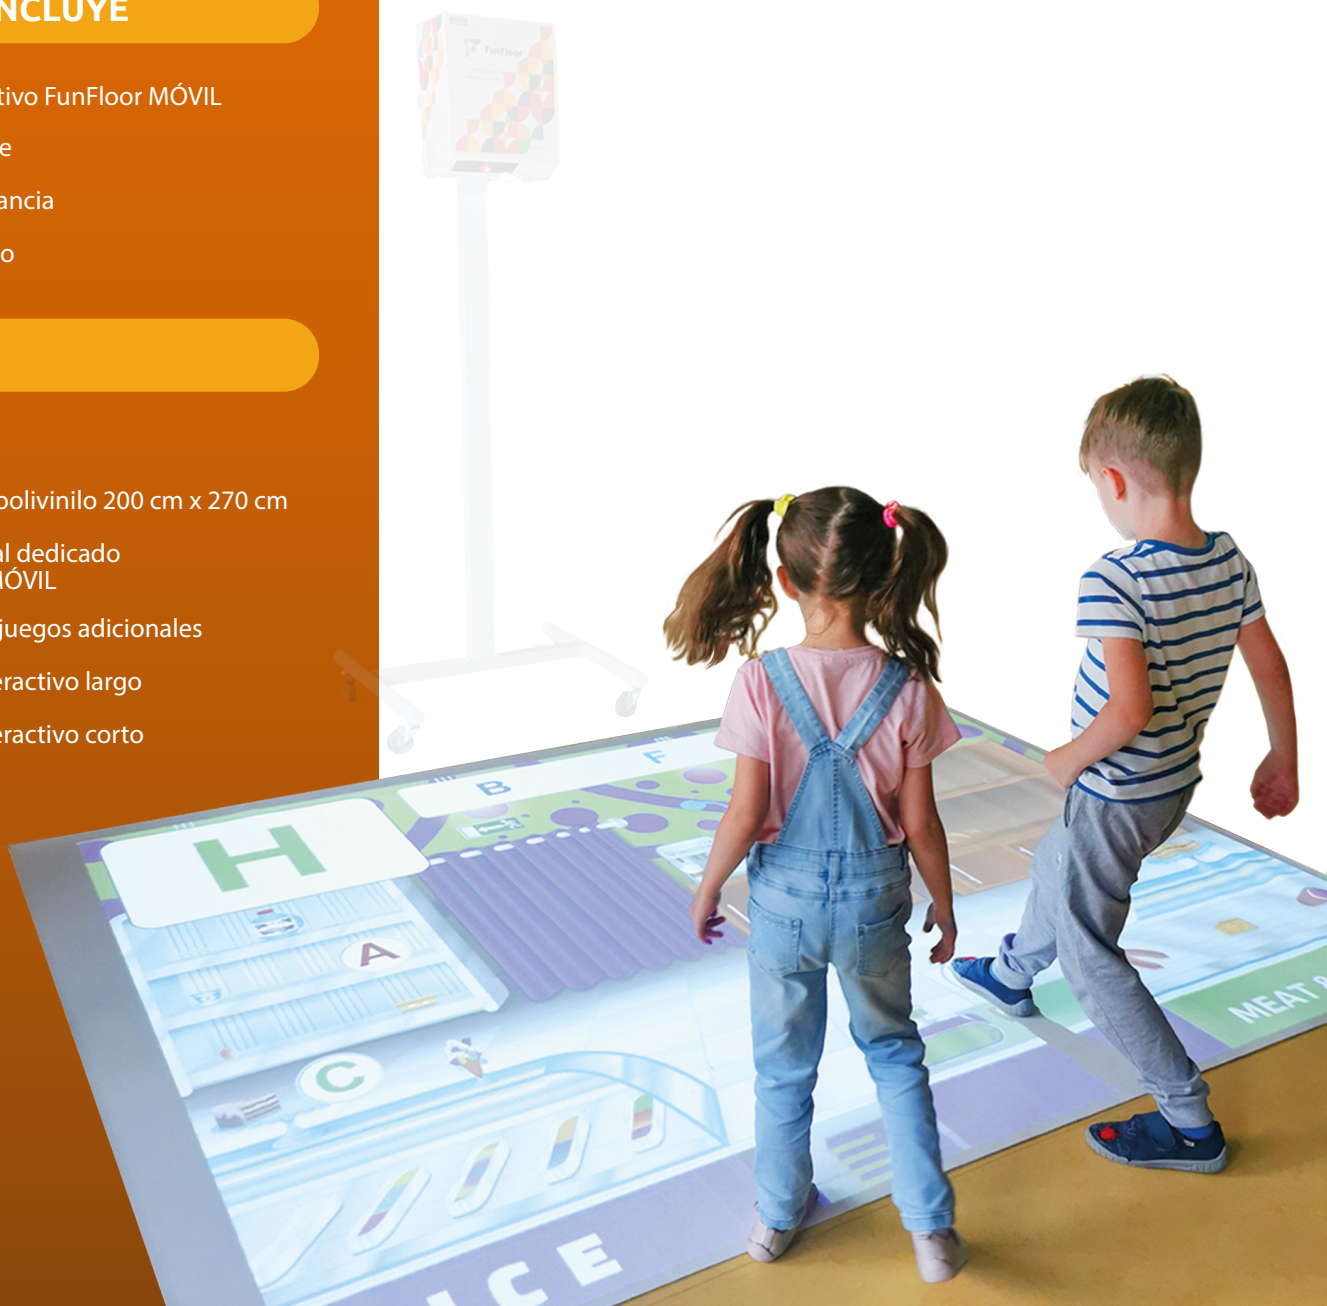 NCLUYE
tivo FunFloor MÓVIL
e
ancia
o
polivinilo 200 cm x 270 cm
al dedicado
MÓVIL
juegos adicionales
eractivo largo
eractivo corto
FunFloor
F
B
H
A
C
MEAT
ICE